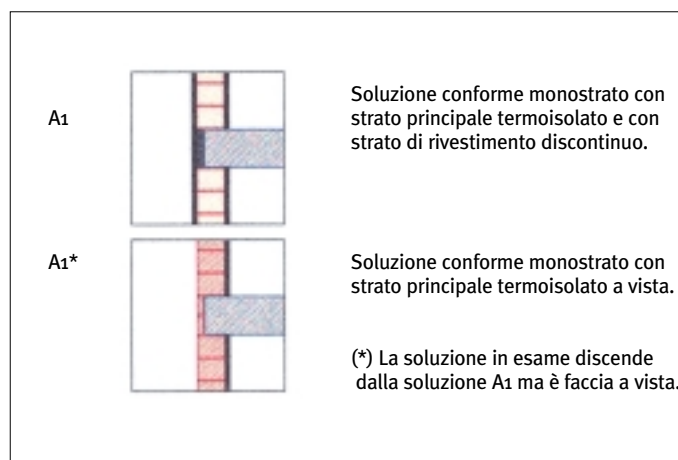 A1
Soluzione conforme monostrato con
strato principale termoisolato e con
strato di rivestimento discontinuo.
A1*
Soluzione conforme monostrato con
strato principale termoisolato a vista.
(*) La soluzione in esame discende
dalla soluzione A1 ma è faccia a vista.